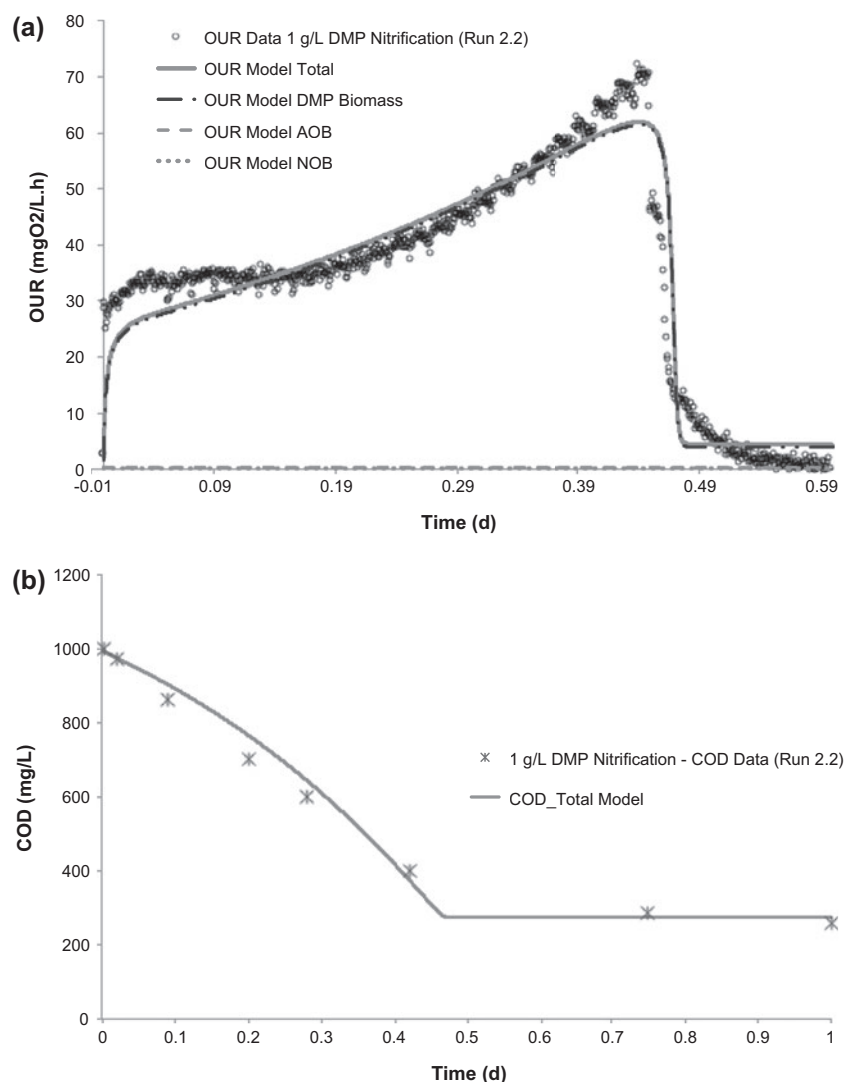 (a)
OUR Data 1 g/L DMP Nitrification (Run 2.2)
OUR Model Total
OUR Model DMP Biomass
OUR Model AOB
OUR Model NOB
80
70
60
50
40
30
20
10
0
OUR (mgO2/L.h)
-0.01
0.09
0.19
0.29
0.39
0.49
0.59
Time (d)
(b)
1200
1000
800
600
400
200
0
COD (mg/L)
1 g/L DMP Nitrification - COD Data (Run 2.2)
COD_Total Model
0
0.1
0.2
0.3
0.4
0.5
0.6
0.7
0.8
0.9
1
Time (d)